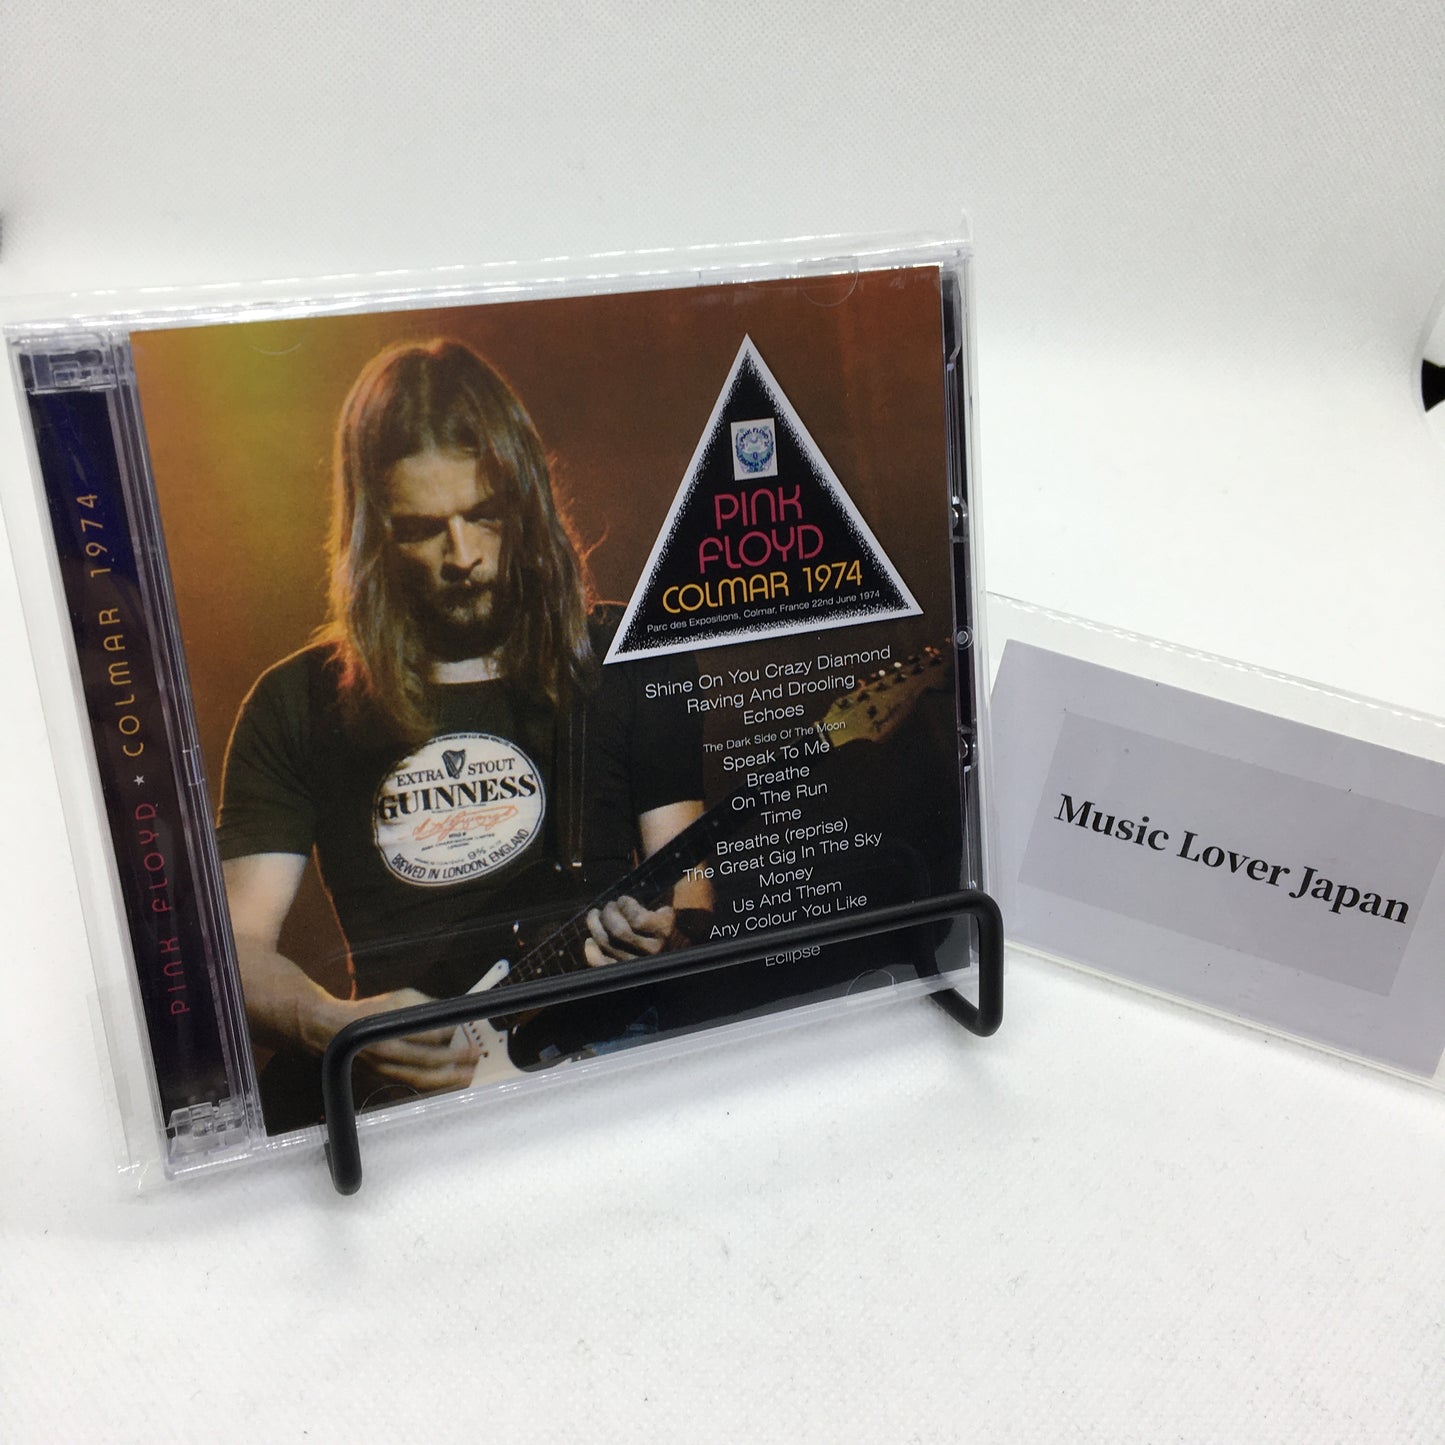 PINK FLOYD ★ COLMAR 1974
PINK
FLOYD
COLMAR 1974
Parc des Expositions, Colmar, France 22nd June 1974
Shine On You Crazy Diamond
Raving And Drooling
Echoes
The Dark Side Of The Moon
Speak To Me
Breathe
On The Run
Time
Breathe (reprise)
The Great Gig In The Sky
Money
Us And Them
Any Colour You Like
Eclipse
EXTRA STOUT
GUINNESS
BREWED IN LONDON, ENGLAND
Music Lover Japan